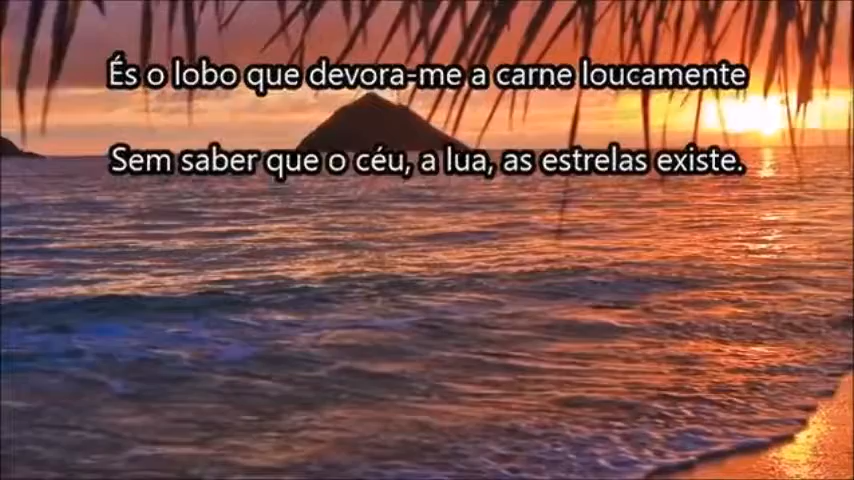 És o lobo que devora-me a carne loucamente
Sem saber que o céu, a lua, as estrelas existe.